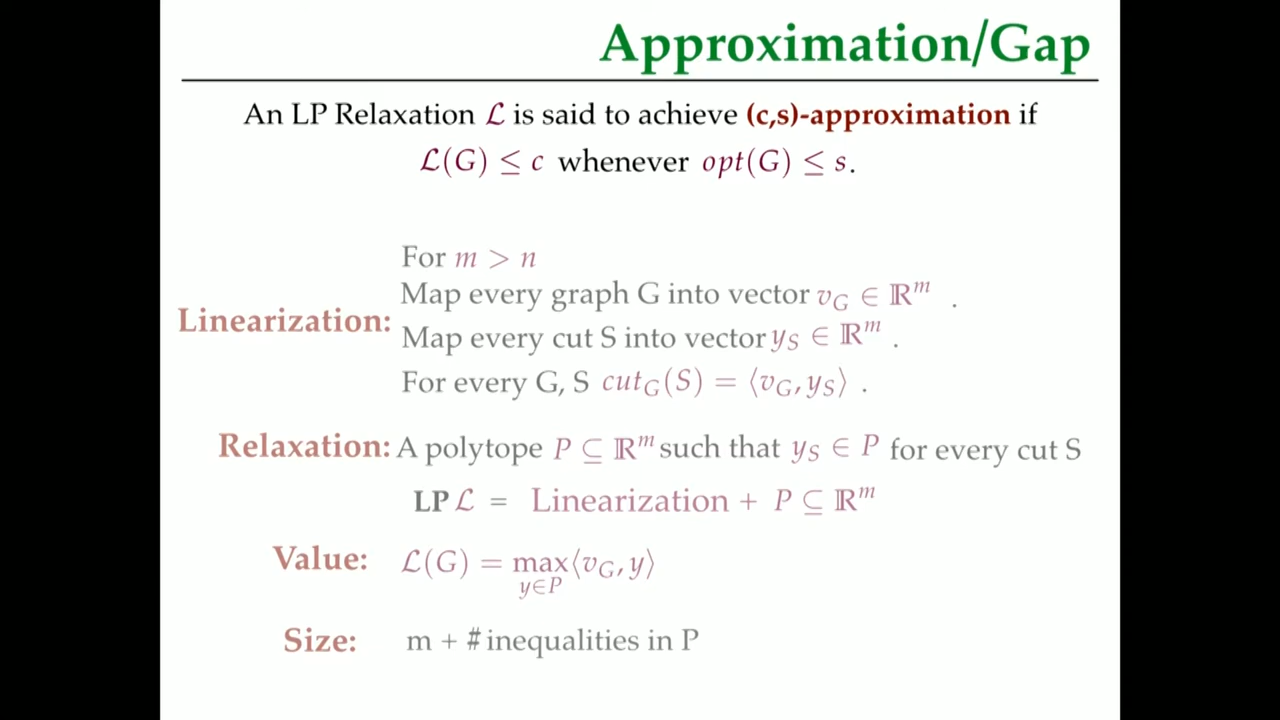 Approximation/Gap
An LP Relaxation ℒ is said to achieve (c,s)-approximation if
ℒ(G) ≤ c whenever opt(G) ≤ s.
For m > n
Map every graph G into vector v_G ∈ ℝ^m .
Linearization:
Map every cut S into vector y_S ∈ ℝ^m .
For every G, S cut_G(S) = ⟨v_G, y_S⟩ .
Relaxation: A polytope P ⊆ ℝ^m such that y_S ∈ P for every cut S
LP ℒ = Linearization + P ⊆ ℝ^m
Value: ℒ(G) = max⟨v_G, y⟩
y∈P
Size: m + # inequalities in P